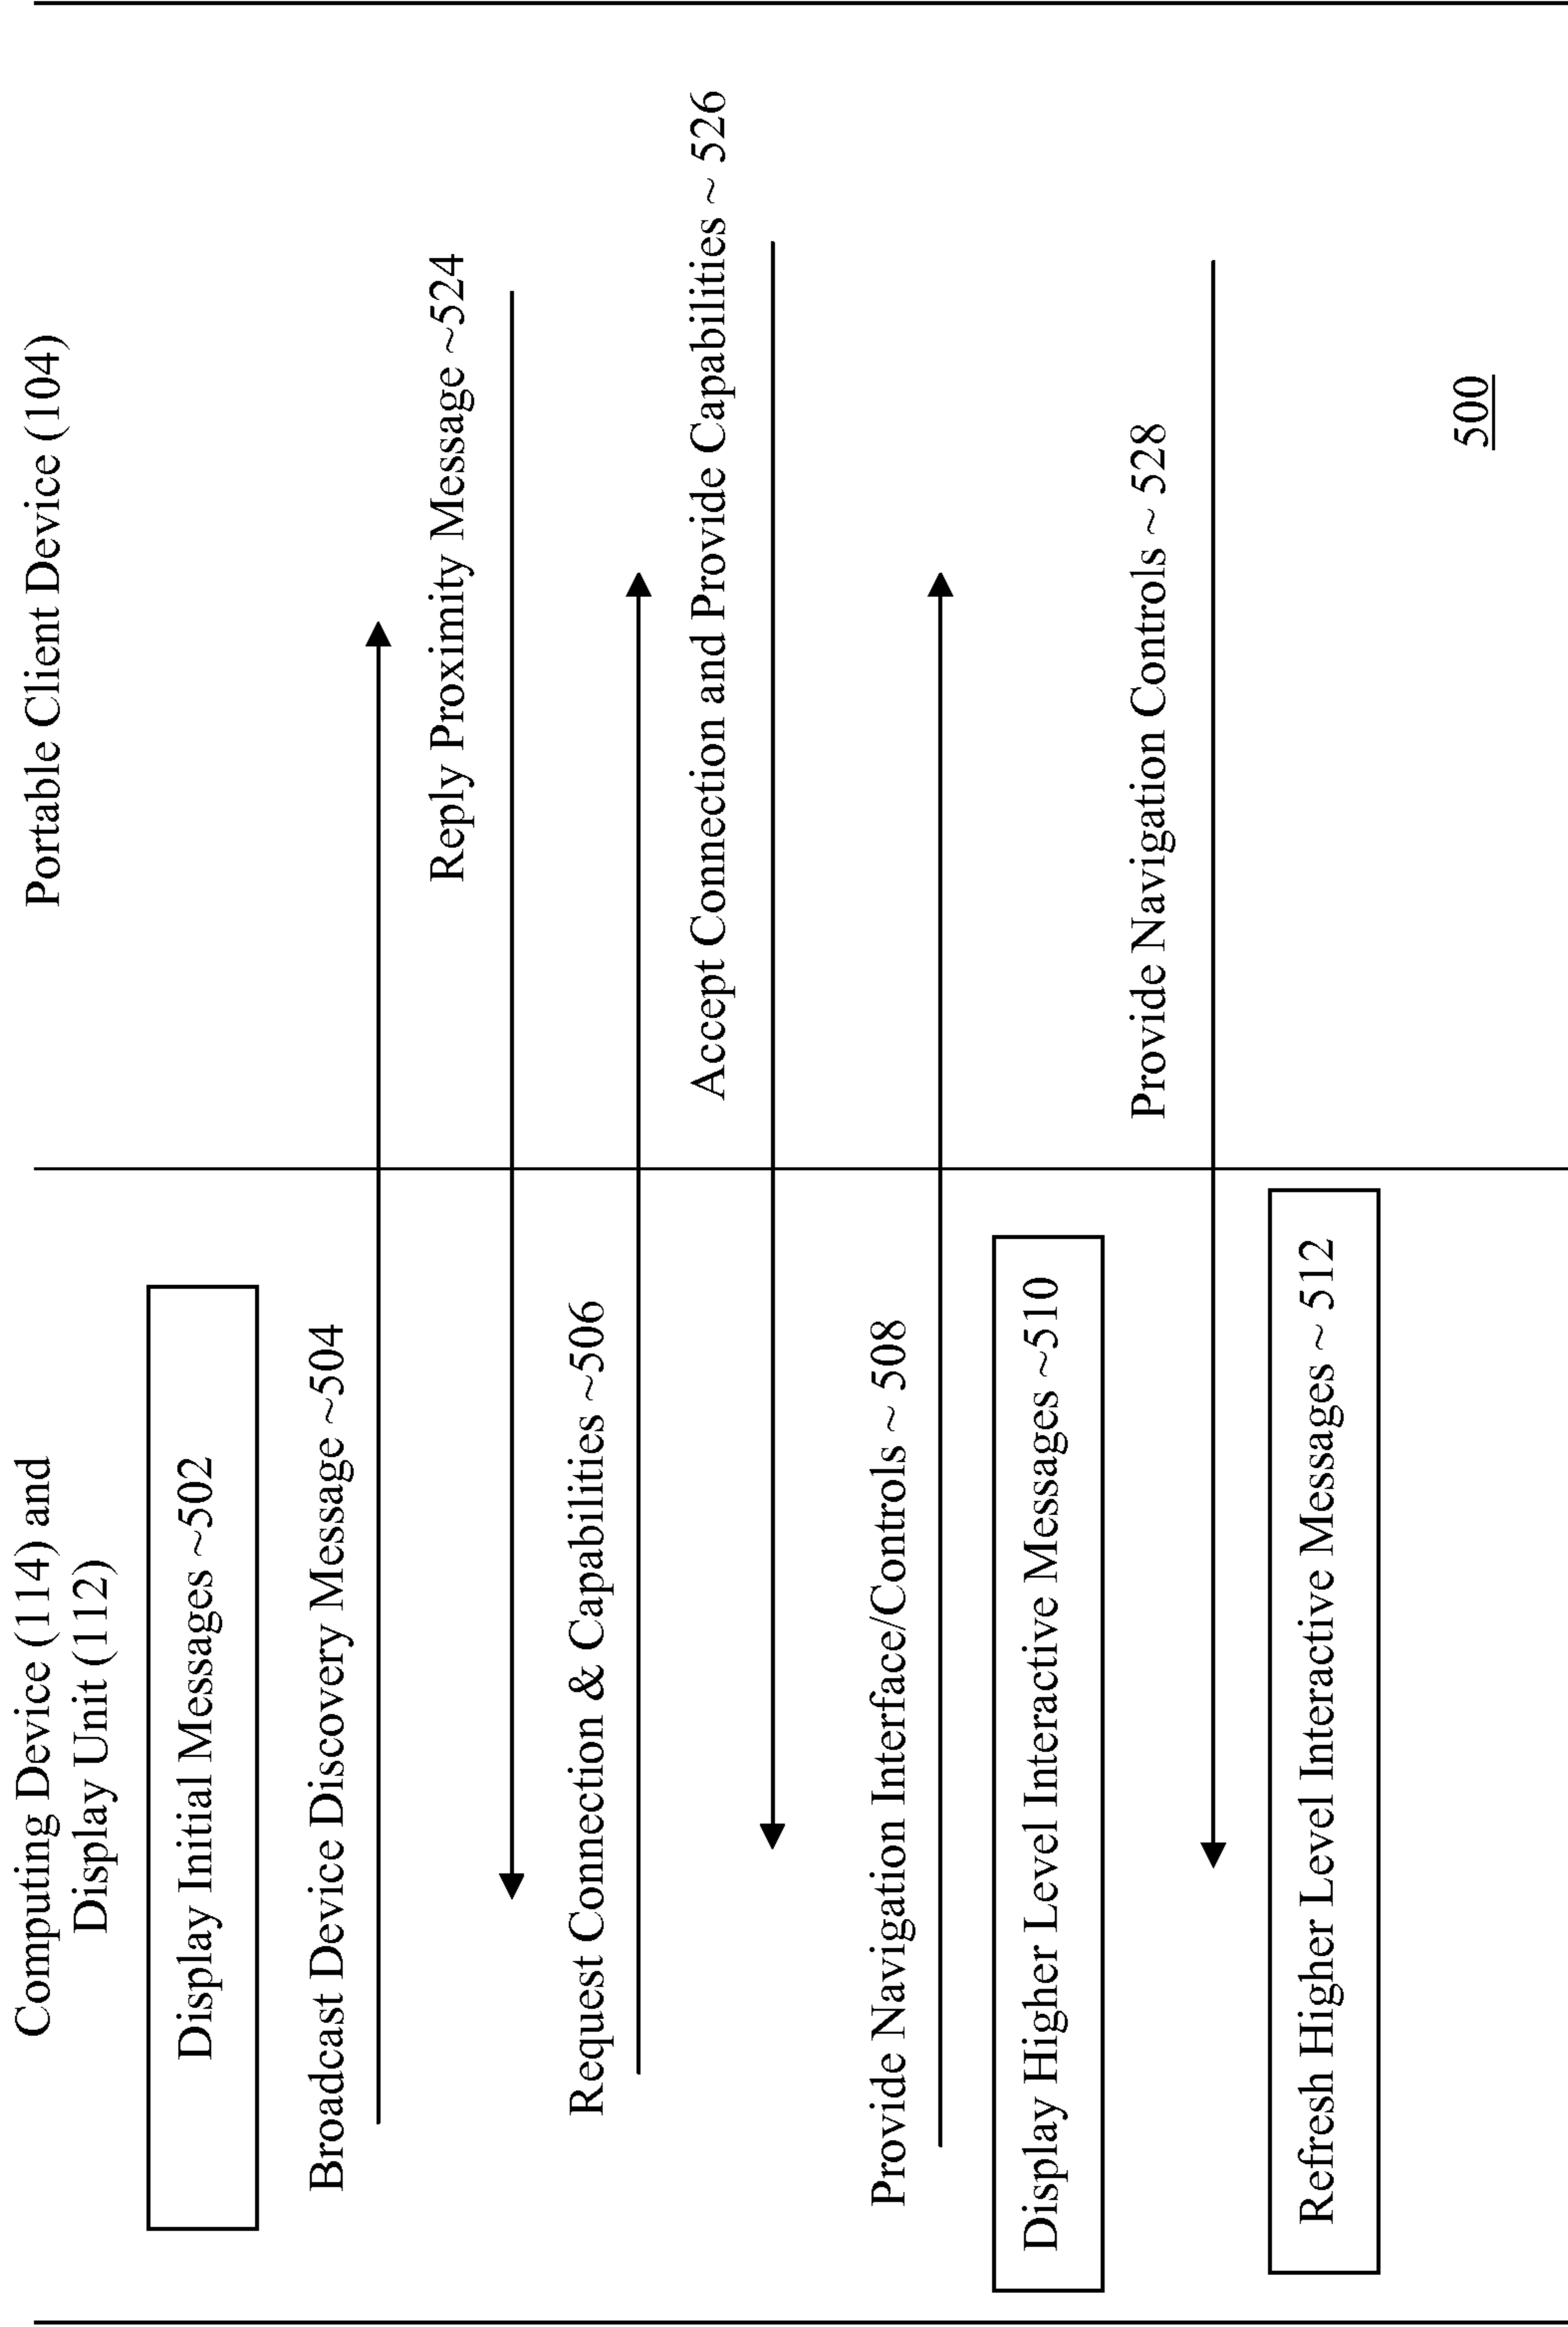 Computing Device (114) and
Display Unit (112)
Portable Client Device (104)
Display Initial Messages ~502
Broadcast Device Discovery Message ~504
Reply Proximity Message ~524
Request Connection & Capabilities ~506
Accept Connection and Provide Capabilities ~ 526
Provide Navigation Interface/Controls ~ 508
Display Higher Level Interactive Messages ~510
Provide Navigation Controls ~ 528
Refresh Higher Level Interactive Messages ~ 512
500